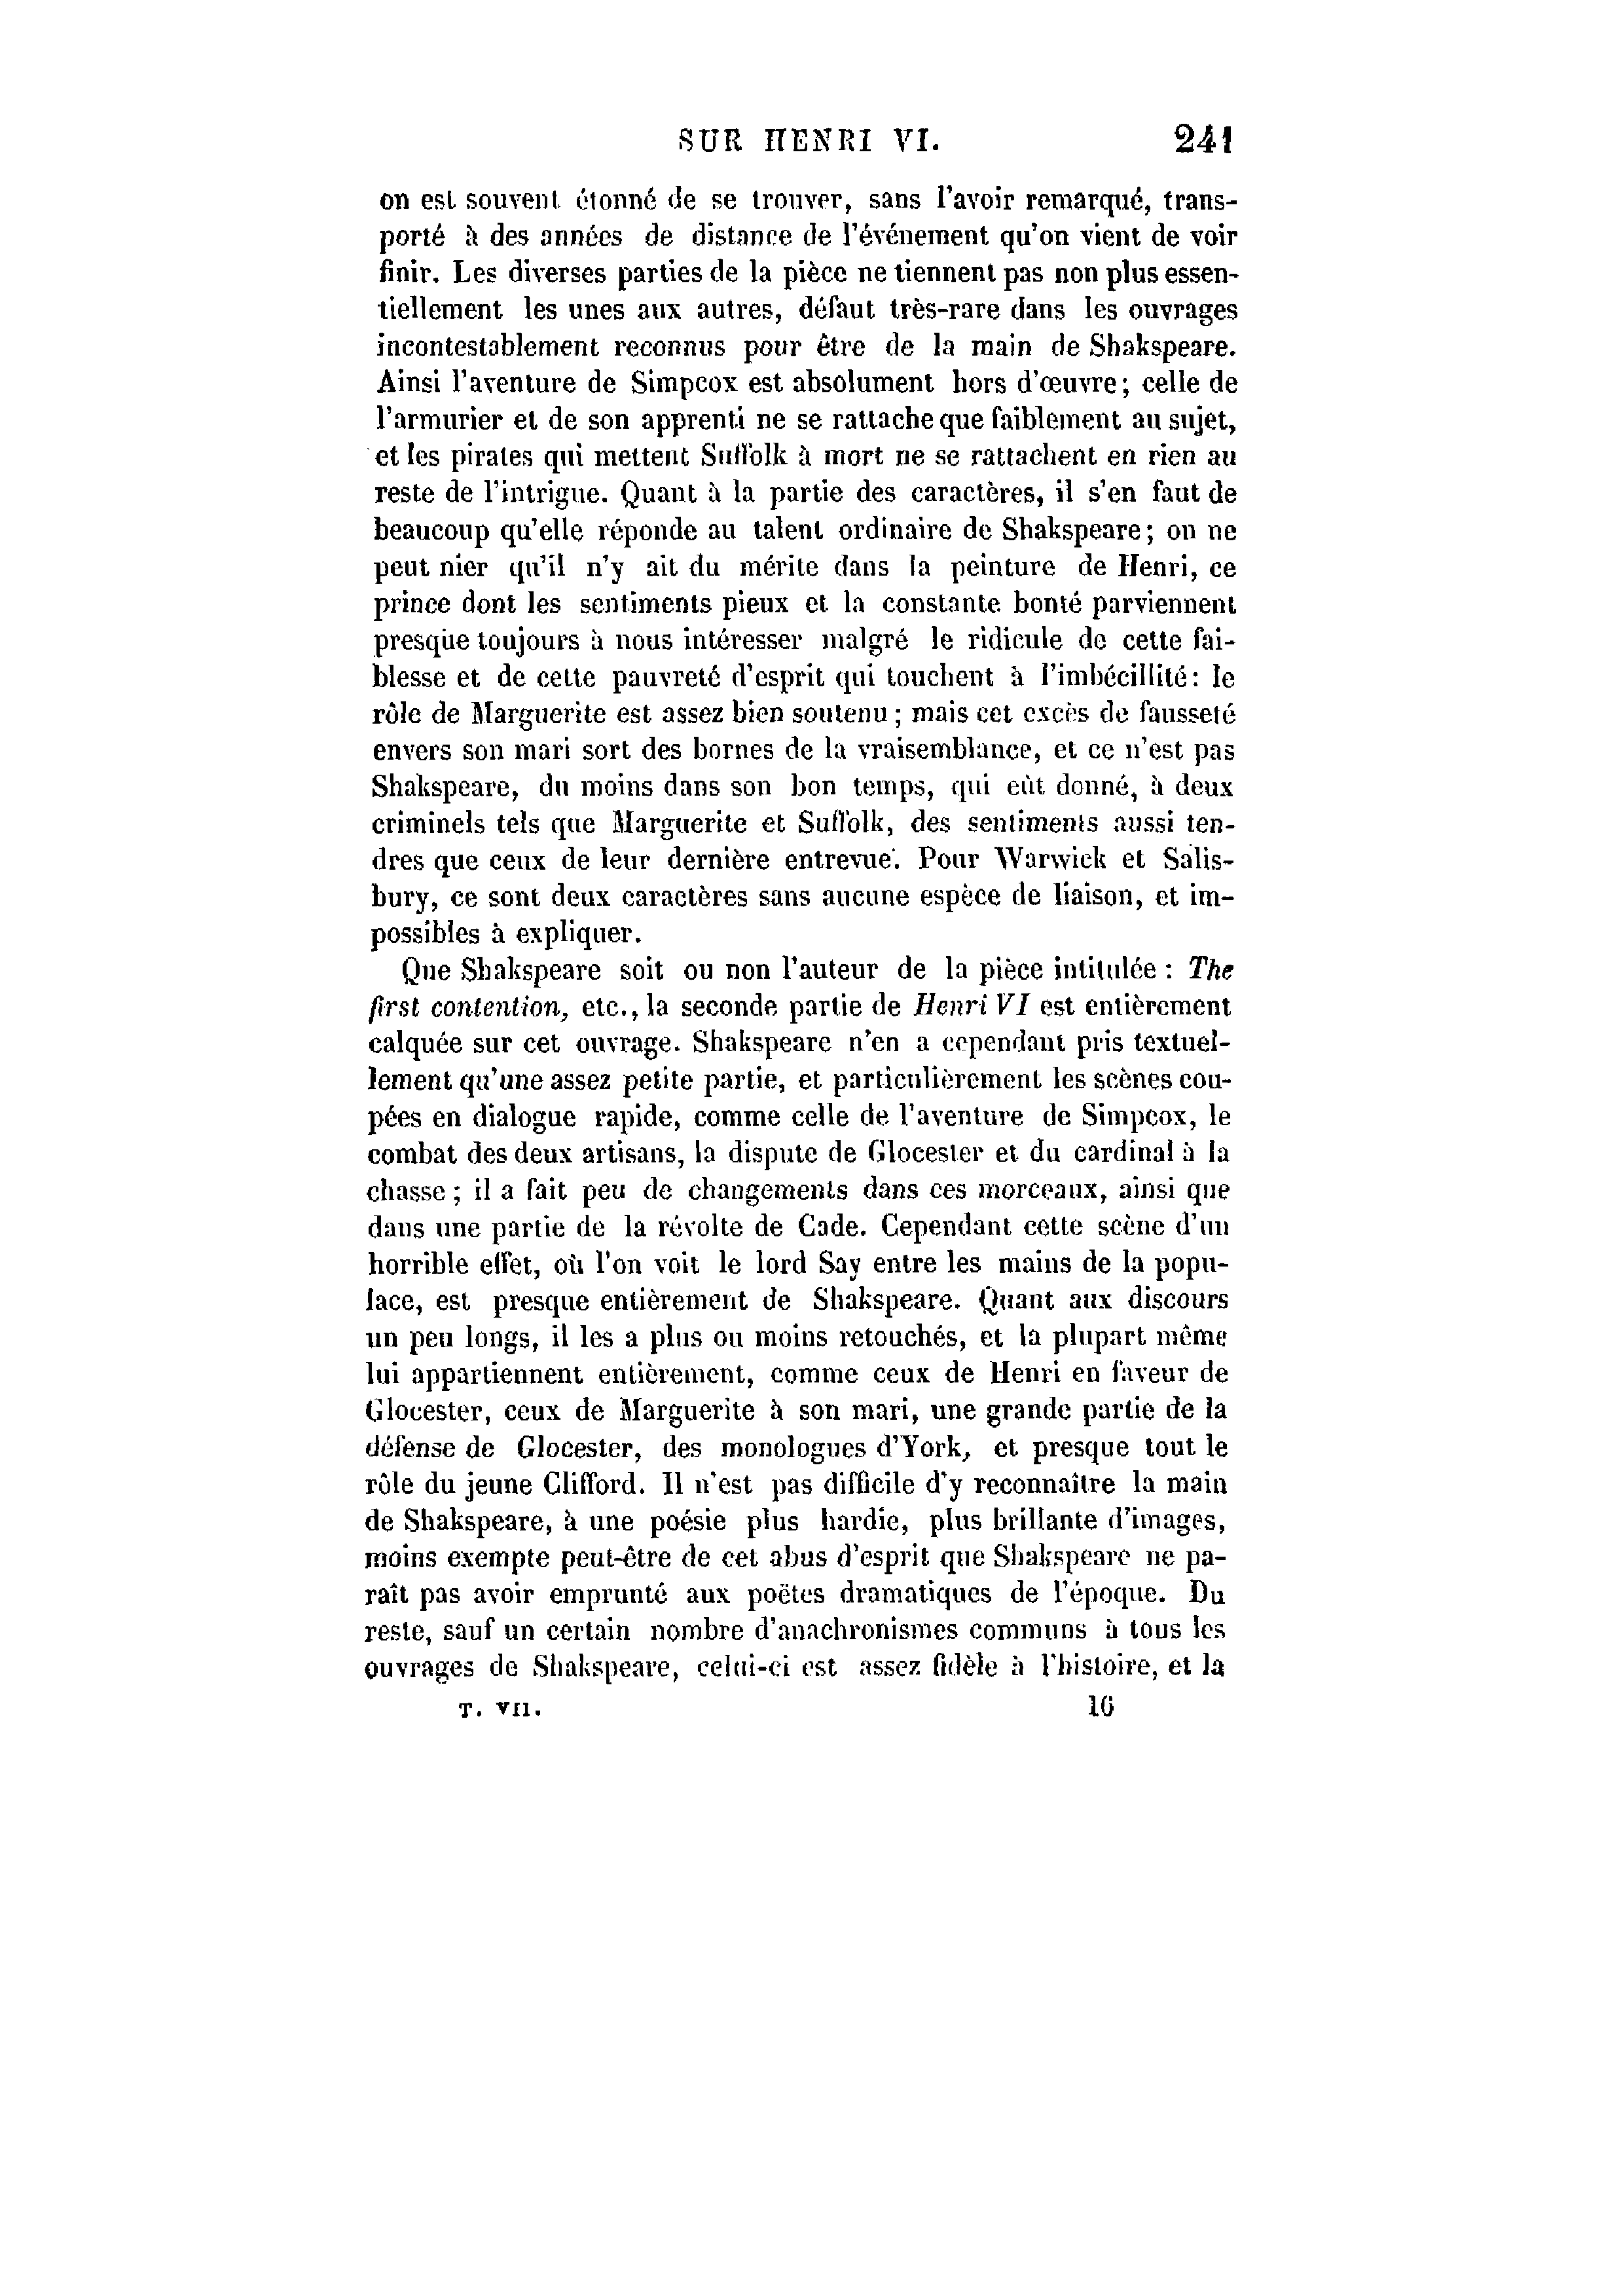 SUR HENRI VI. 241
on est souvent étonné de se trouver, sans l'avoir remarqué, trans-
porté à des années de distance de l'événement qu'on vient de voir
finir. Les diverses parties de la pièce ne tiennent pas non plus essen-
tiellement les unes aux autres, défaut très-rare dans les ouvrages
incontestablement reconnus pour être de la main de Shakspeare.
Ainsi l'aventure de Simpcox est absolument hors d'œuvre; celle de
l'armurier et de son apprenti ne se rattache que faiblement au sujet,
et les pirates qui mettent Suffolk à mort ne se rattachent en rien au
reste de l'intrigue. Quant à la partie des caractères, il s'en faut de
beaucoup qu'elle réponde au talent ordinaire de Shakspeare; on ne
peut nier qu'il n'y ait du mérite dans la peinture de Henri, ce
prince dont les sentiments pieux et la constante bonté parviennent
presque toujours à nous intéresser malgré le ridicule de cette fai-
blesse et de cette pauvreté d'esprit qui touchent à l'imbécillité: le
rôle de Marguerite est assez bien soutenu; mais cet excès de fausseté
envers son mari sort des bornes de la vraisemblance, et ce n'est pas
Shakspeare, du moins dans son bon temps, qui eût donné, à deux
criminels tels que Marguerite et Suffolk, des sentiments aussi ten-
dres que ceux de leur dernière entrevue. Pour Warwick et Salis-
bury, ce sont deux caractères sans aucune espèce de liaison, et im-
possibles à expliquer.
Que Shakspeare soit ou non l'auteur de la pièce intitulée : The
first contention, etc., la seconde partie de Henri VI est entièrement
calquée sur cet ouvrage. Shakspeare n'en a cependant pris textuel-
lement qu'une assez petite partie, et particulièrement les scènes cou-
pées en dialogue rapide, comme celle de l'aventure de Simpcox, le
combat des deux artisans, la dispute de Glocester et du cardinal à la
chasse; il a fait peu de changements dans ces morceaux, ainsi que
dans une partie de la révolte de Cade. Cependant cette scène d'un
horrible effet, où l'on voit le lord Say entre les mains de la popu-
lace, est presque entièrement de Shakspeare. Quant aux discours
un peu longs, il les a plus ou moins retouchés, et la plupart même
lui appartiennent entièrement, comme ceux de Henri en faveur de
Glocester, ceux de Marguerite à son mari, une grande partie de la
défense de Glocester, des monologues d'York, et presque tout le
rôle du jeune Clifford. Il n'est pas difficile d'y reconnaître la main
de Shakspeare, à une poésie plus hardie, plus brillante d'images,
moins exempte peut-être de cet abus d'esprit que Shakspeare ne pa-
raît pas avoir emprunté aux poëtes dramatiques de l'époque. Du
reste, sauf un certain nombre d'anachronismes communs à tous les
ouvrages de Shakspeare, celui-ci est assez fidèle à l'histoire, et la
T. VII. 16